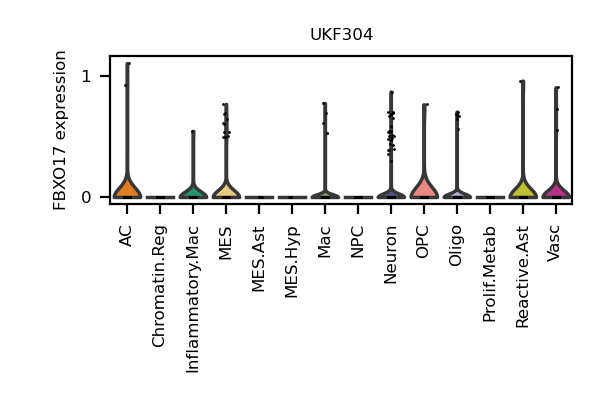 UKF304
FBXO17 expression
1
0
AC
Chromatin.Reg
Inflammatory.Mac
MES
MES.Ast
MES.Hyp
Mac
NPC
Neuron
OPC
Oligo
Prolif.Metab
Reactive.Ast
Vasc